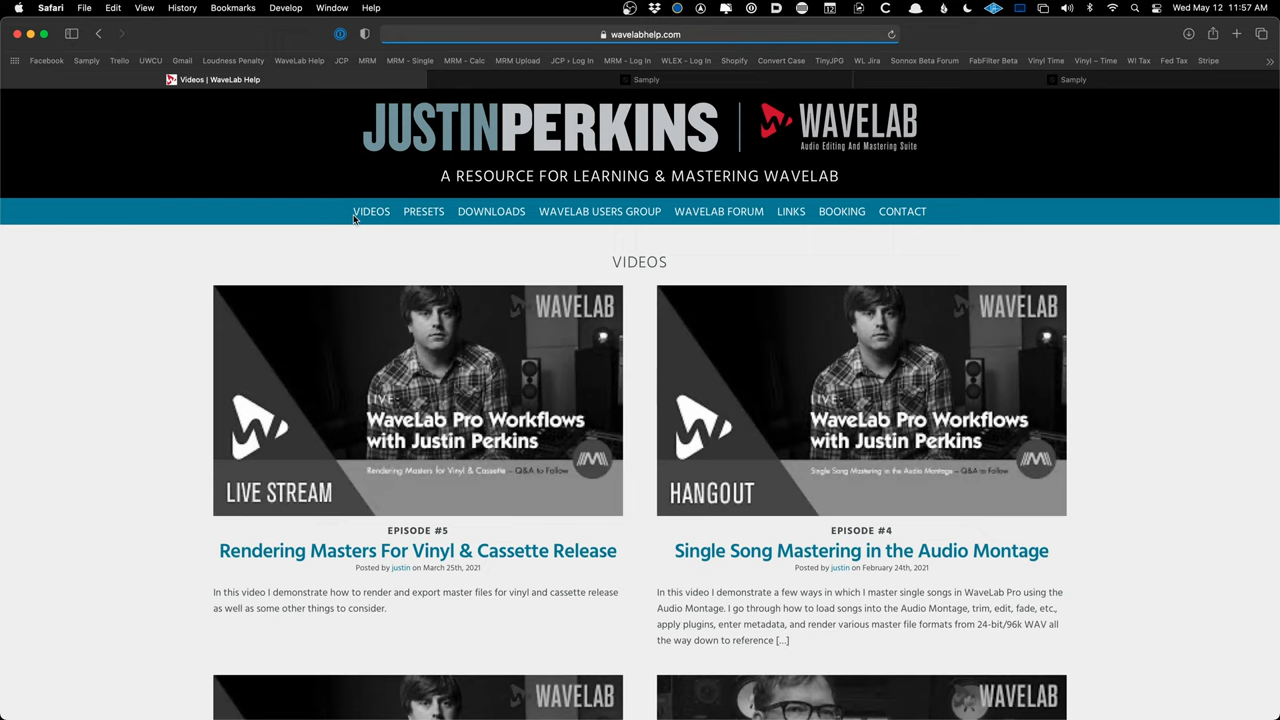 Safari File Edit View History Bookmarks Develop Window Help Wed May 12 11:57 AM
wavelabhelp.com
Facebook Samply Trello UWCU Gmail Loudness Penalty WaveLab Help JCP MRM MRM - Single MRM - Calc MRM Upload JCP › Log In MRM - Log In WLEX - Log In Shopify Convert Case TinyJPG WL Jira Sonnox Beta Forum FabFilter Beta Vinyl Time Vinyl – Time WI Tax Fed Tax Stripe
Videos | WaveLab Help Samply Samply
JUSTINPERKINS WAVELAB
Audio Editing And Mastering Suite
A RESOURCE FOR LEARNING & MASTERING WAVELAB
VIDEOS PRESETS DOWNLOADS WAVELAB USERS GROUP WAVELAB FORUM LINKS BOOKING CONTACT
VIDEOS
WAVELAB
LIVE:
WaveLab Pro Workflows
with Justin Perkins
Rendering Masters for Vinyl & Cassette – Q&A to Follow
LIVE STREAM
EPISODE #5
Rendering Masters For Vinyl & Cassette Release
Posted by justin on March 25th, 2021
In this video I demonstrate how to render and export master files for vinyl and cassette release
as well as some other things to consider.
WAVELAB
LIVE:
WaveLab Pro Workflows
with Justin Perkins
Single Song Mastering in the Audio Montage – Q&A to Follow
HANGOUT
EPISODE #4
Single Song Mastering in the Audio Montage
Posted by justin on February 24th, 2021
In this video I demonstrate a few ways in which I master single songs in WaveLab Pro using the
Audio Montage. I go through how to load songs into the Audio Montage, trim, edit, fade, etc.,
apply plugins, enter metadata, and render various master file formats from 24-bit/96k WAV all
the way down to reference […]
WAVELAB
WAVELAB